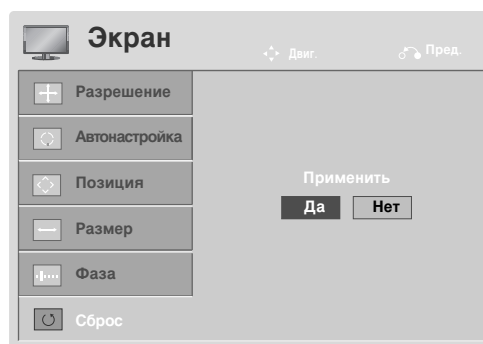 Экран
Двиг.
Пред.
Разрешение
Автонастройка
Позиция
Размер
Фаза
Сброс
Применить
Да
Нет